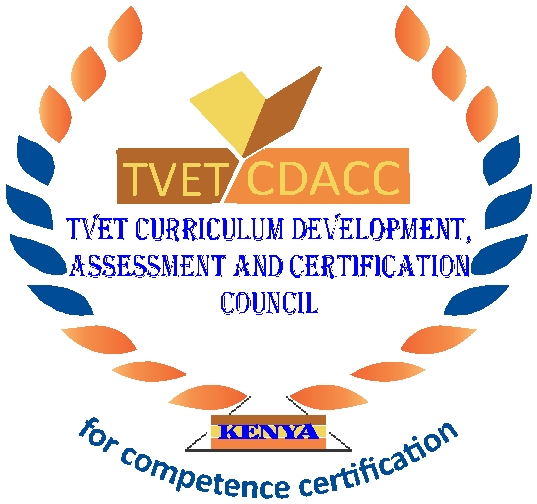 TVET CDACC
TVET CURRICULUM DEVELOPMENT,
ASSESSMENT AND CERTIFICATION
COUNCIL
KENYA
for competence certification